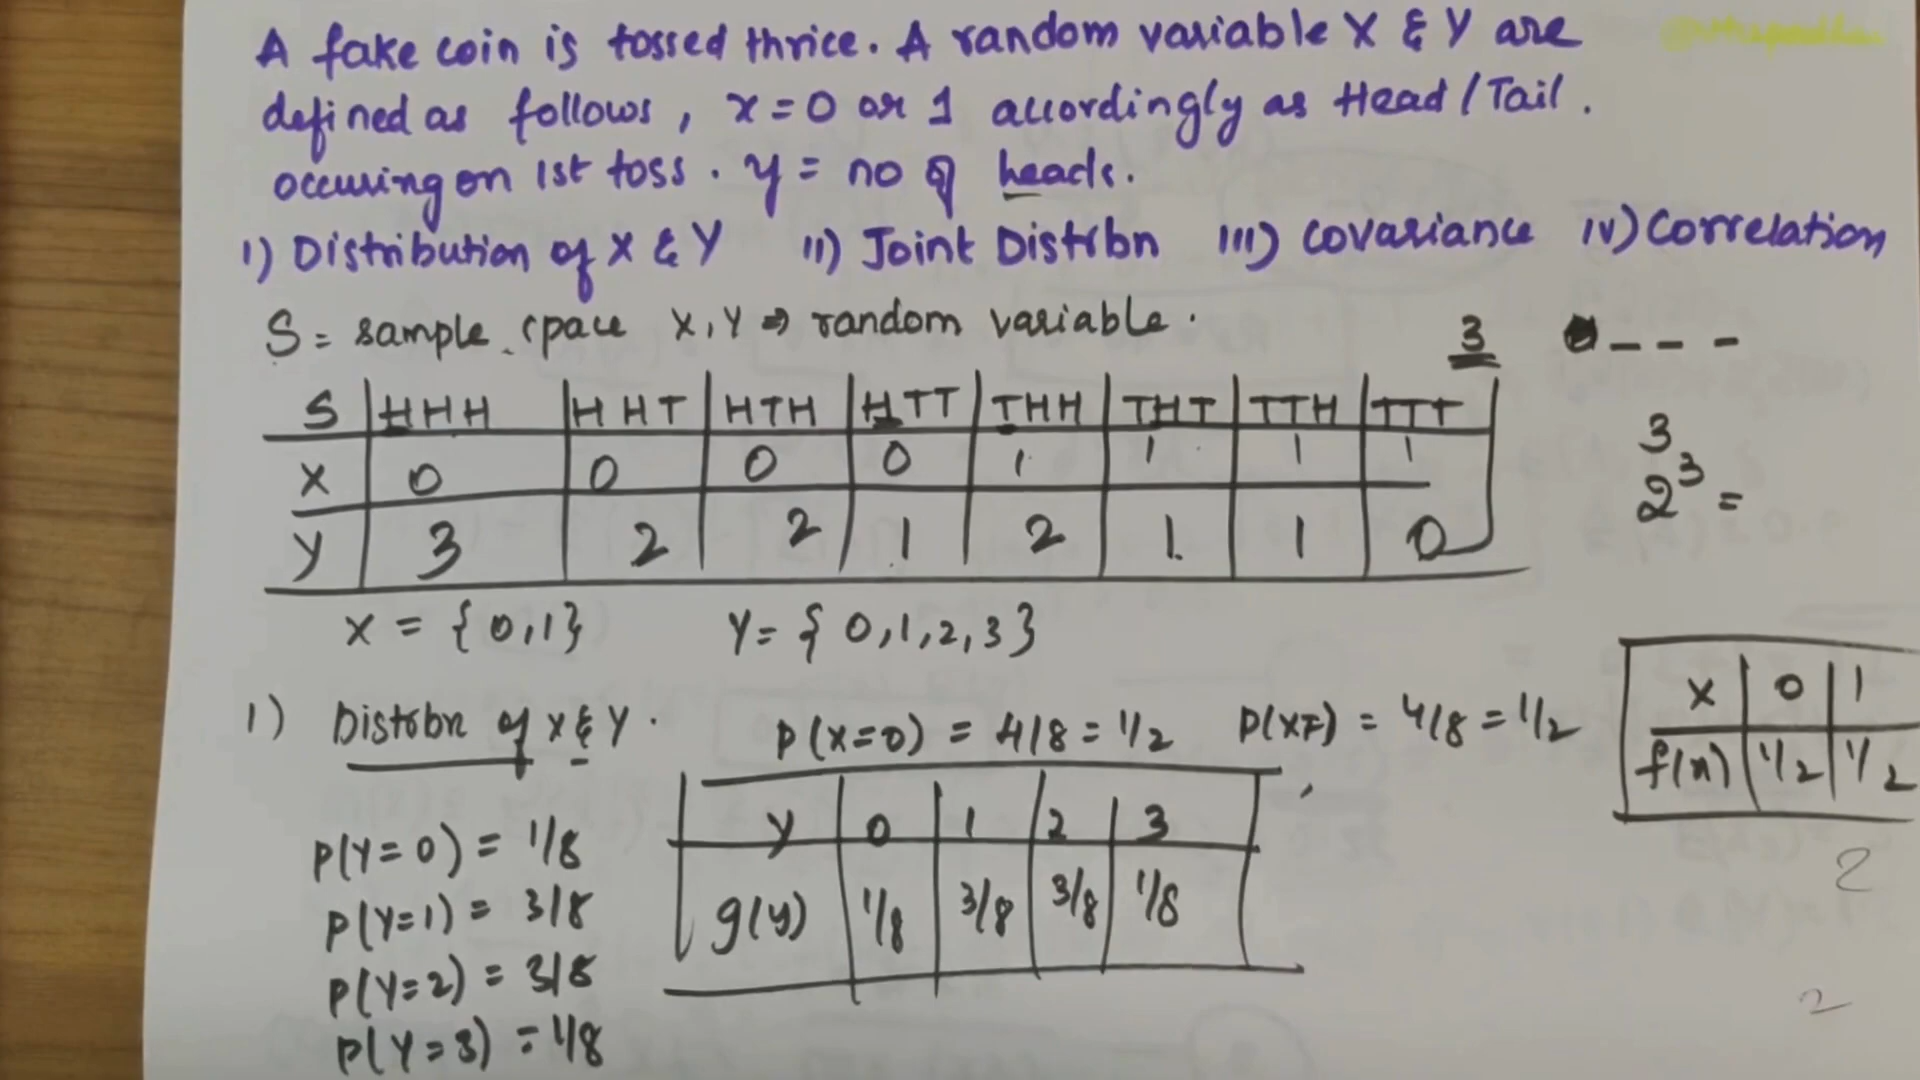 A fake coin is tossed thrice. A random variable X & Y are
defined as follows, x = 0 or 1 accordingly as Head / Tail.
occuring on 1st toss. y = no of heads.
1) Distribution of X & Y II) Joint Distrbn III) covariance iv) Correlation
S = sample space X, Y ⇒ random variable.
3 _ _ _
S HHH HHT HTH HTT THH THT TTH TTT
X 0 0 0 0 1 1 1 1
Y 3 2 2 1 2 1 1 0
3
2³ =
X = {0,1} Y = {0,1,2,3}
1) Distrbn of X & Y. P(X=0) = 4/8 = 1/2 = 4/8 = 1/2
X 0 1
f(x) 1/2 1/2
P(Y=0) = 1/8
P(Y=1) = 3/8
P(Y=2) = 3/8
P(Y=3) = 1/8
Y 0 1 2 3
g(y) 1/8 3/8 3/8 1/8
2
2